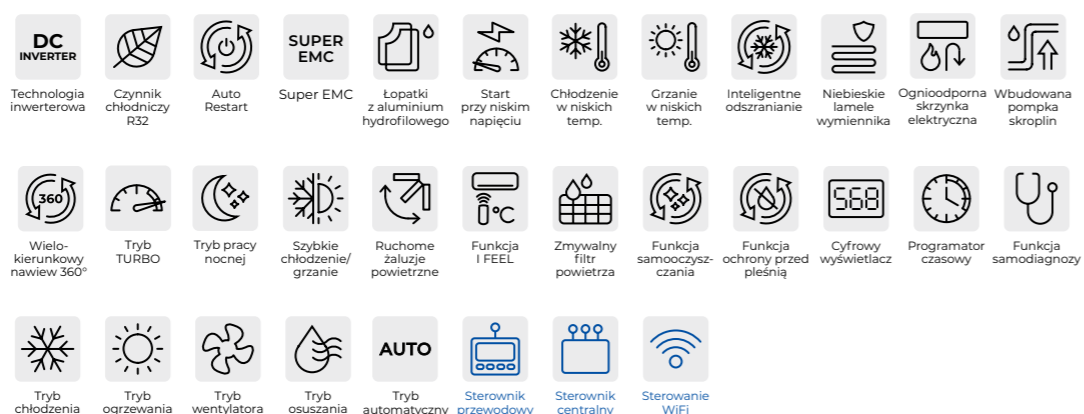 DC
INVERTER
SUPER
EMC
Technologia
inwerterowa
Czynnik
chłodniczy
R32
Auto
Restart
Super EMC
Łopatki
z aluminium
hydrofilowego
Start
przy niskim
napięciu
Chłodzenie
w niskich
temp.
Grzanie
w niskich
temp.
Inteligentne
odszranianie
Niebieskie
lamele
wymiennika
Ognioodporna
skrzynka
elektryczna
Wbudowana
pompka
skroplin
360°
°C
568
Wielo-
kierunkowy
nawiew 360°
Tryb
TURBO
Tryb pracy
nocnej
Szybkie
chłodzenie/
grzanie
Ruchome
żaluzje
powietrzne
Funkcja
I FEEL
Zmywalny
filtr
powietrza
Funkcja
samooczysz-
czania
Funkcja
ochrony przed
pleśnią
Cyfrowy
wyświetlacz
Programator
czasowy
Funkcja
samodiagnozy
AUTO
Tryb
chłodzenia
Tryb
ogrzewania
Tryb
wentylatora
Tryb
osuszania
Tryb
automatyczny
Sterownik
przewodowy
Sterownik
centralny
Sterowanie
WiFi